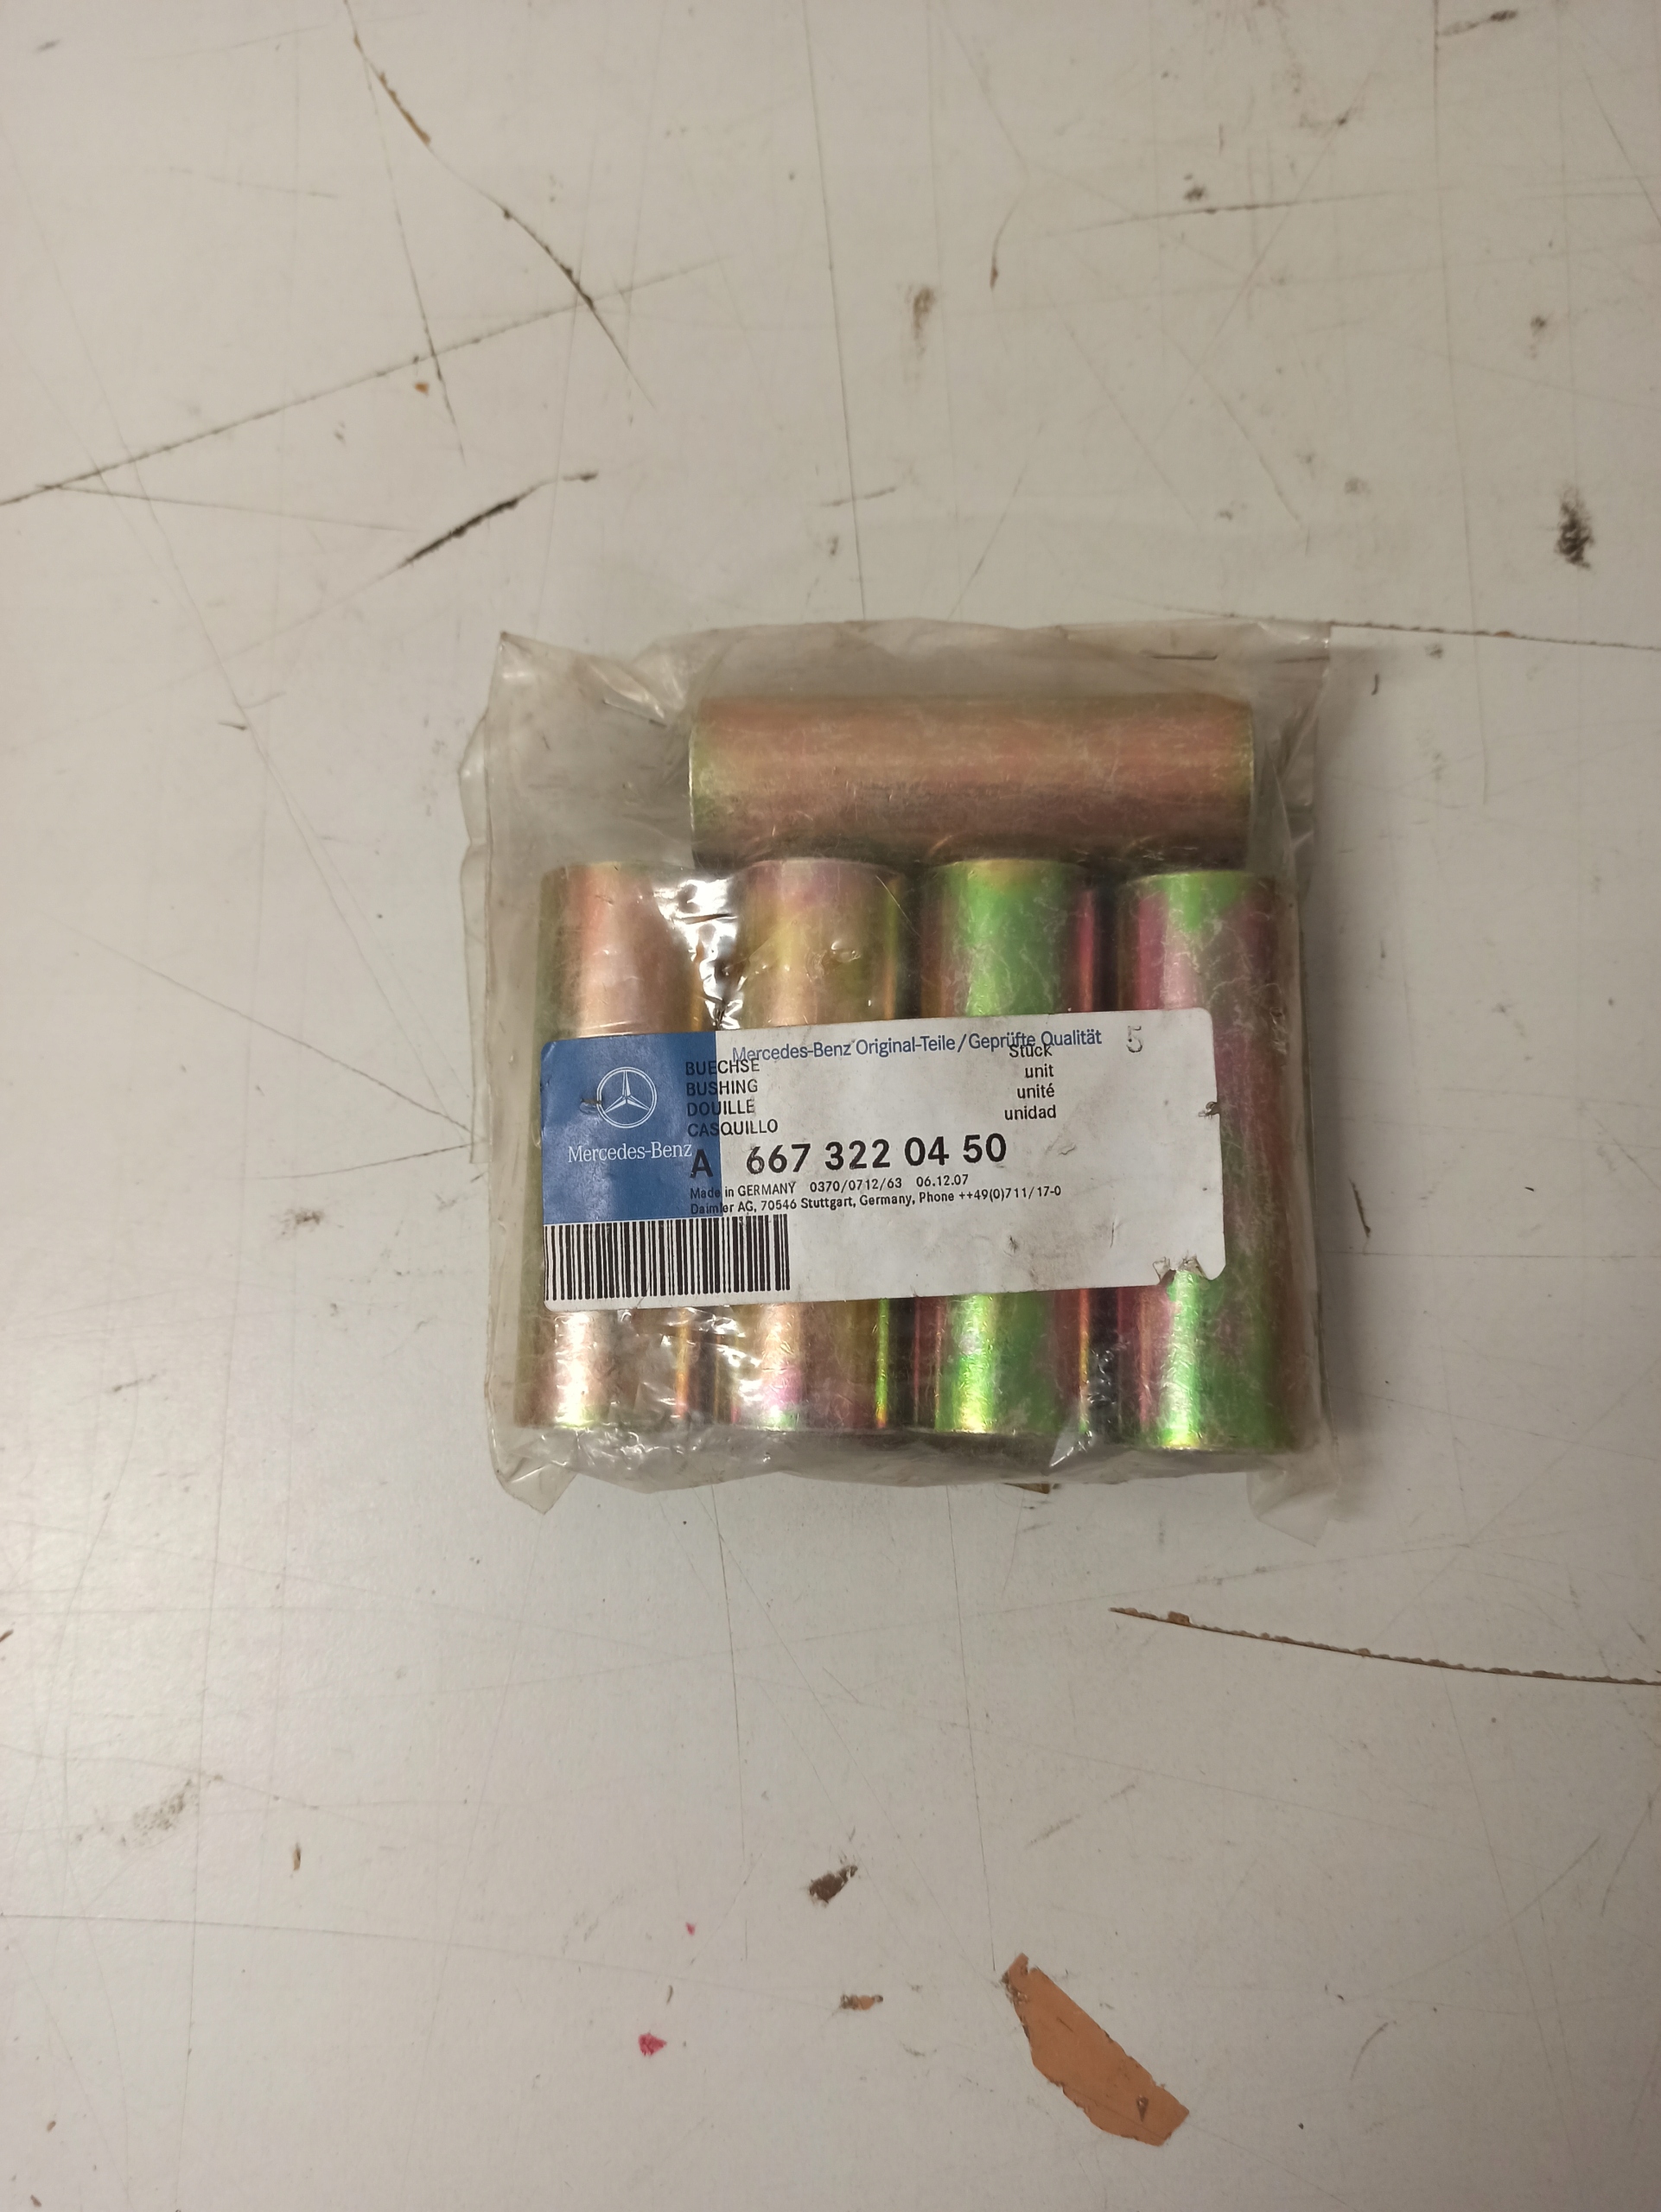 Mercedes-Benz Original-Teile/Geprüfte Qualität
BUECHSE Stück 5
BUSHING unit
DOUILLE unité
CASQUILLO unidad
Mercedes-Benz
A 667 322 04 50
Made in GERMANY 0370/0712/63 06.12.07
Daimler AG, 70546 Stuttgart, Germany, Phone ++49(0)711/17-0